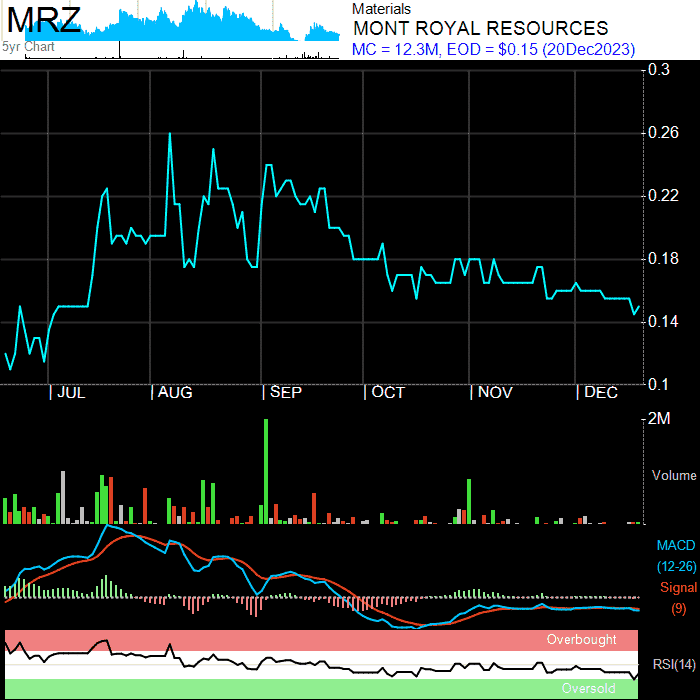 MRZ
5yr Chart
Materials
MONT ROYAL RESOURCES
MC = 12.3M, EOD = $0.15 (20Dec2023)
0.3
0.26
0.22
0.18
0.14
0.1
JUL AUG SEP OCT NOV DEC
2M
Volume
MACD
(12-26)
Signal
(9)
Overbought
RSI(14)
Oversold